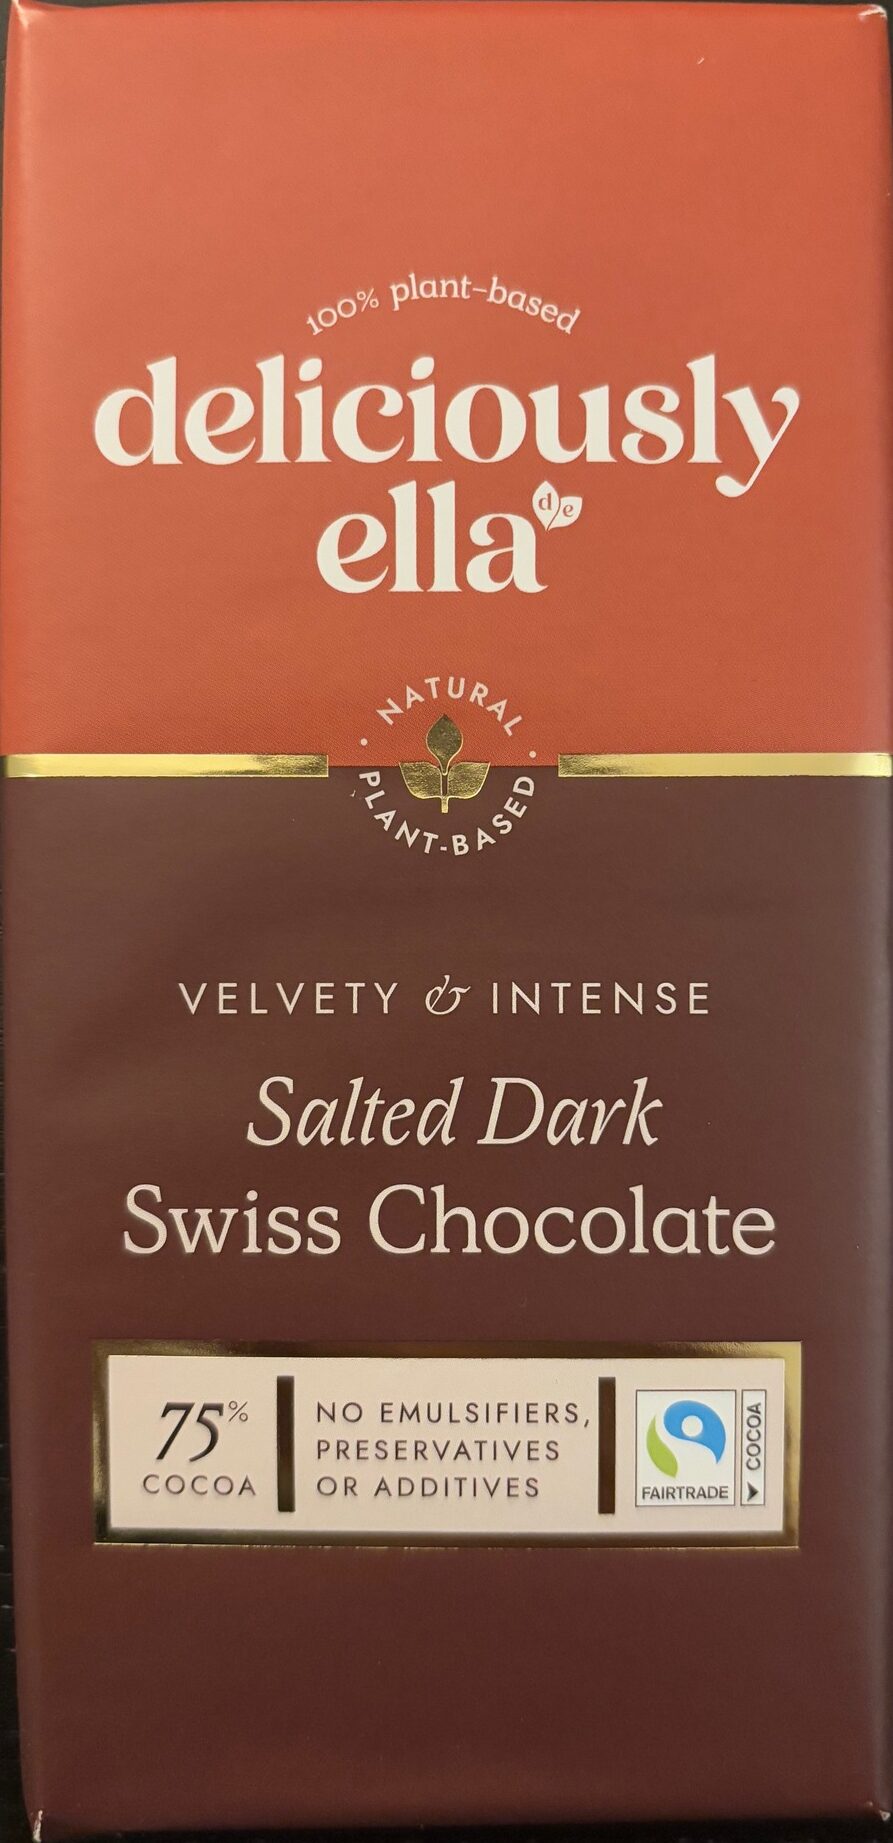 100% plant-based
deliciously
ella
d e
NATURAL
PLANT-BASED
VELVETY & INTENSE
Salted Dark
Swiss Chocolate
75%
COCOA
NO EMULSIFIERS,
PRESERVATIVES
OR ADDITIVES
FAIRTRADE
COCOA